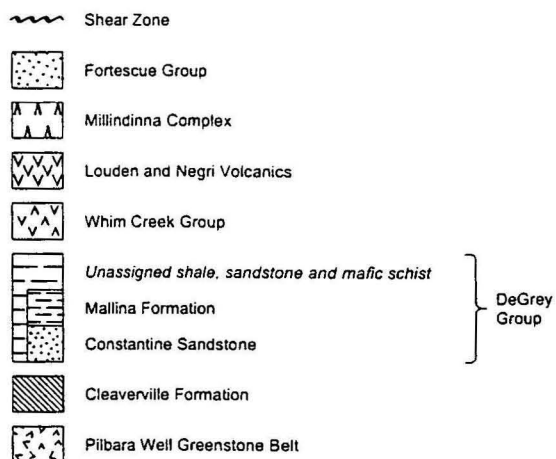 Shear Zone
Fortescue Group
Millindinna Complex
Louden and Negri Volcanics
Whim Creek Group
Unassigned shale, sandstone and mafic schist
Mallina Formation
Constantine Sandstone
DeGrey
Group
Cleaverville Formation
Pilbara Well Greenstone Belt